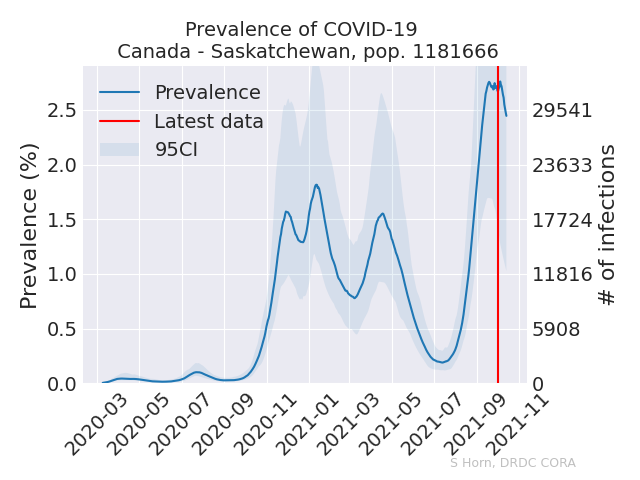 Prevalence of COVID-19
Canada - Saskatchewan, pop. 1181666
Prevalence
Latest data
95CI
Prevalence (%)
2.5
2.0
1.5
1.0
0.5
0.0
29541
23633
17724
11816
5908
0
# of infections
2020-03
2020-05
2020-07
2020-09
2020-11
2021-01
2021-03
2021-05
2021-07
2021-09
2021-11
S Horn, DRDC CORA